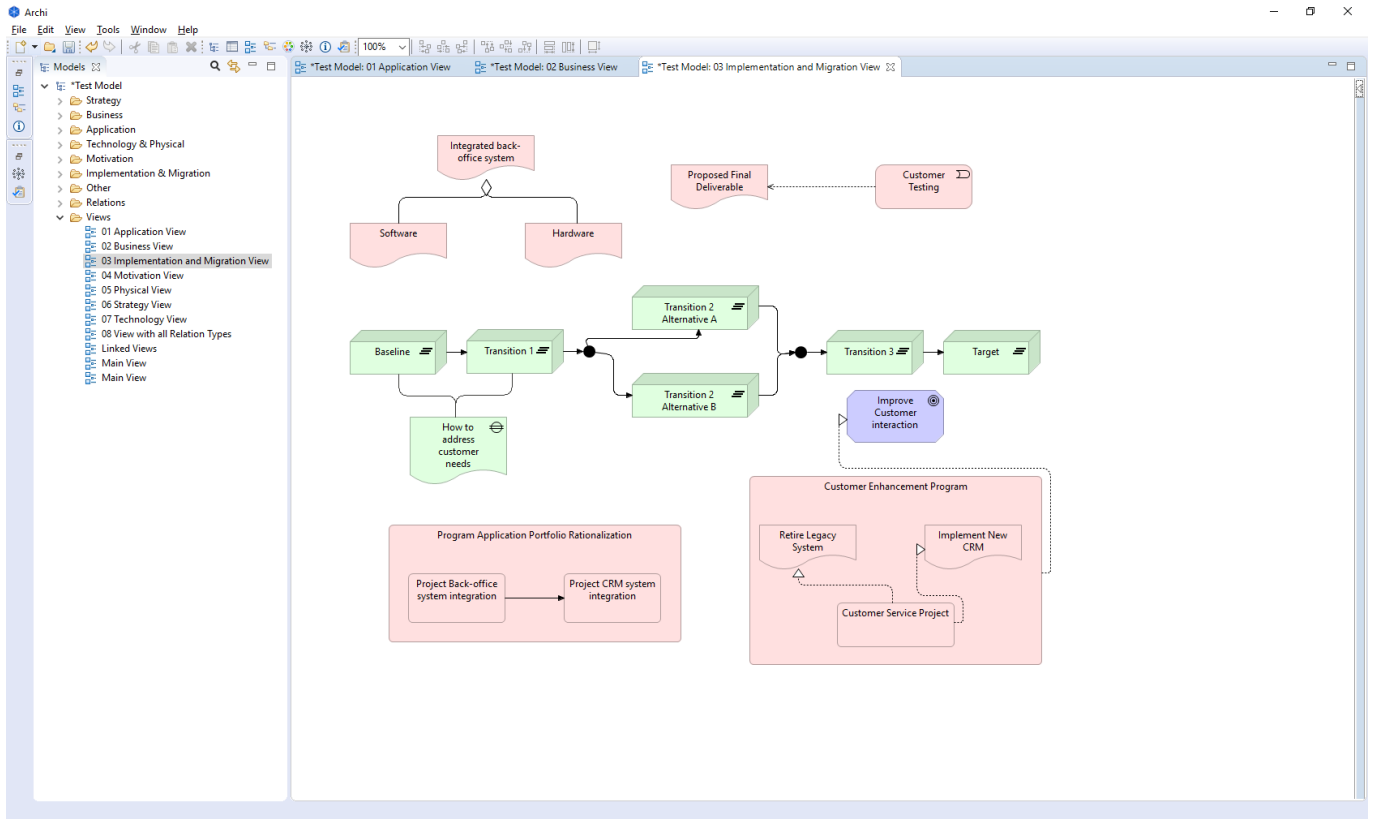 Archi
File Edit View Tools Window Help
100%
Models
*Test Model: 01 Application View
*Test Model: 02 Business View
*Test Model: 03 Implementation and Migration View
*Test Model
Strategy
Business
Application
Technology & Physical
Motivation
Implementation & Migration
Other
Relations
Views
01 Application View
02 Business View
03 Implementation and Migration View
04 Motivation View
05 Physical View
06 Strategy View
07 Technology View
08 View with all Relation Types
Linked Views
Main View
Main View
Integrated back-
office system
Software
Hardware
Proposed Final
Deliverable
Customer
Testing
Baseline
Transition 1
Transition 2
Alternative A
Transition 2
Alternative B
Transition 3
Target
How to
address
customer
needs
Improve
Customer
interaction
Program Application Portfolio Rationalization
Project Back-office
system integration
Project CRM system
integration
Customer Enhancement Program
Retire Legacy
System
Implement New
CRM
Customer Service Project